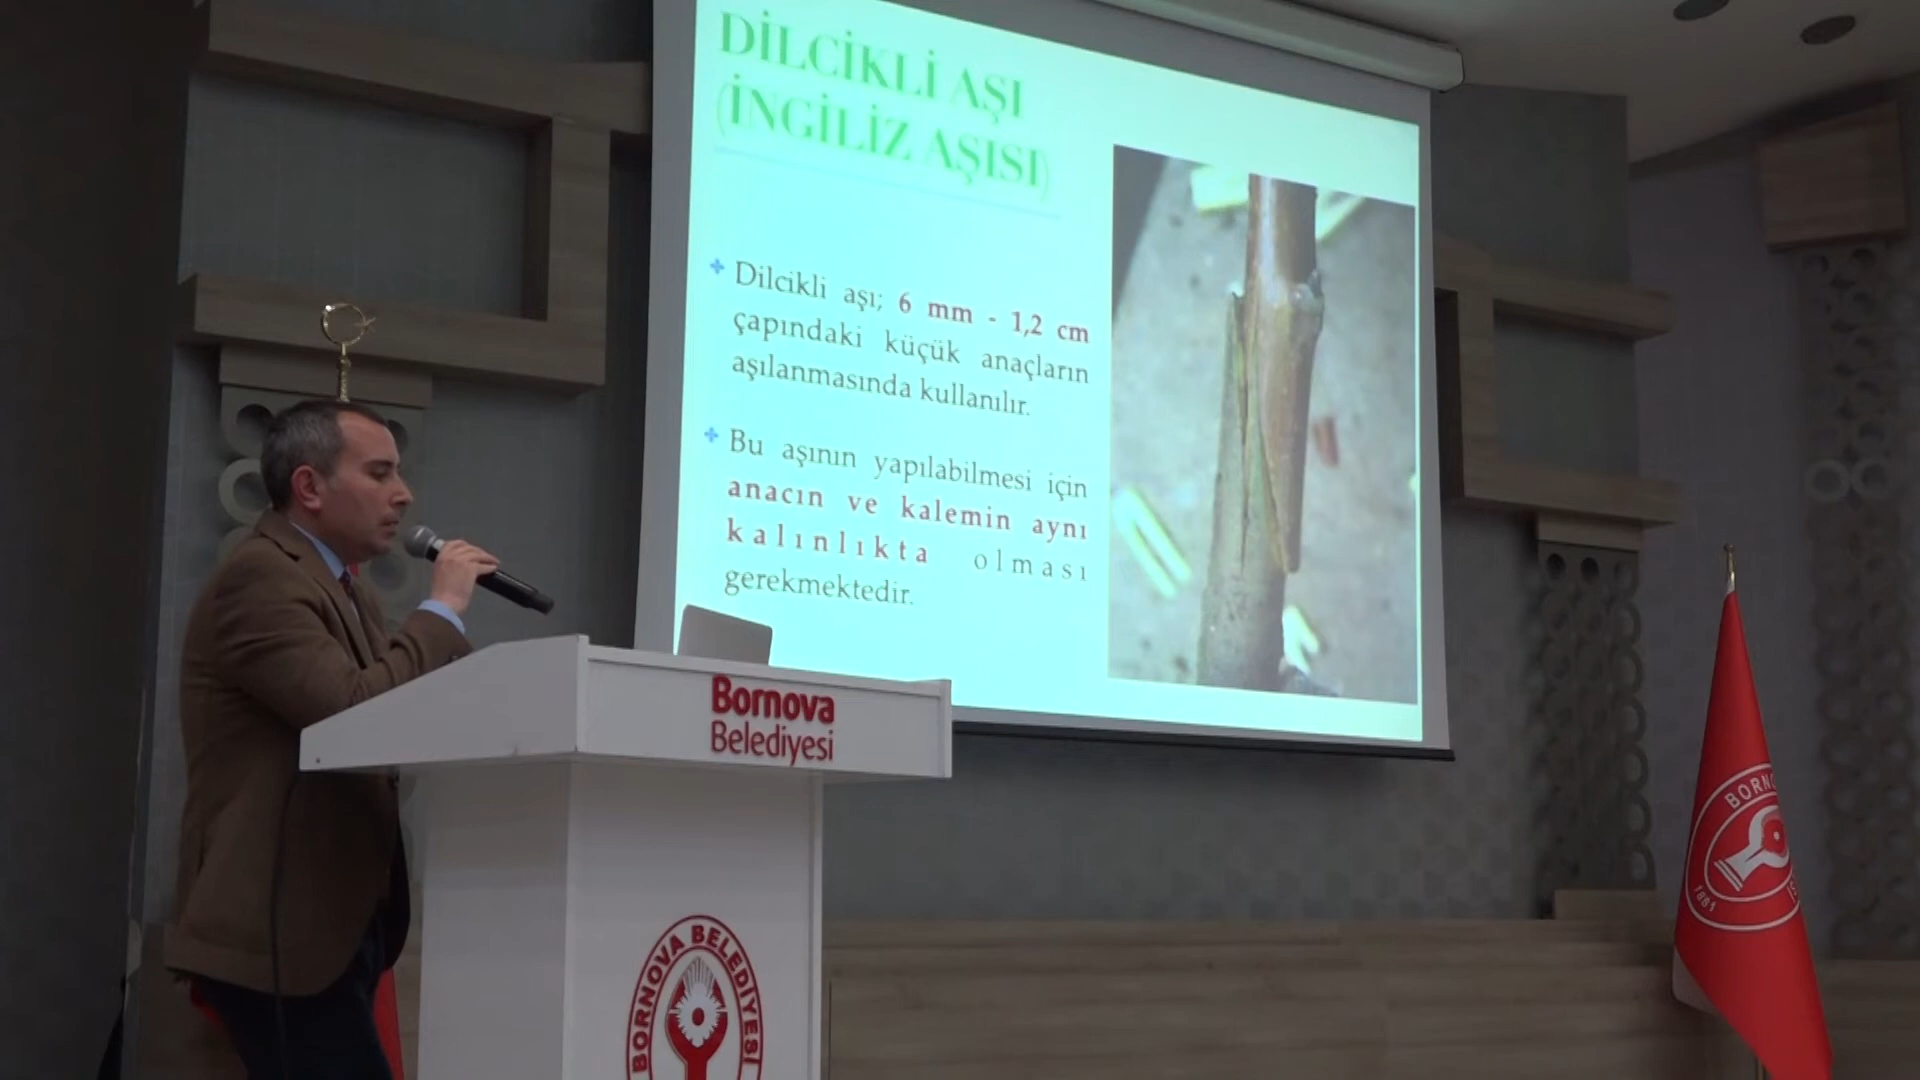 DİLCİKLİ AŞI
(İNGİLİZ AŞISI)
Dilcikli aşı; 6 mm - 1,2 cm
çapındaki küçük anaçların
aşılanmasında kullanılır.
Bu aşının yapılabilmesi için
anacın ve kalemin aynı
kalınlıkta olması
gerekmektedir.
Bornova
Belediyesi
BORNOVA BELEDİYESİ
1881